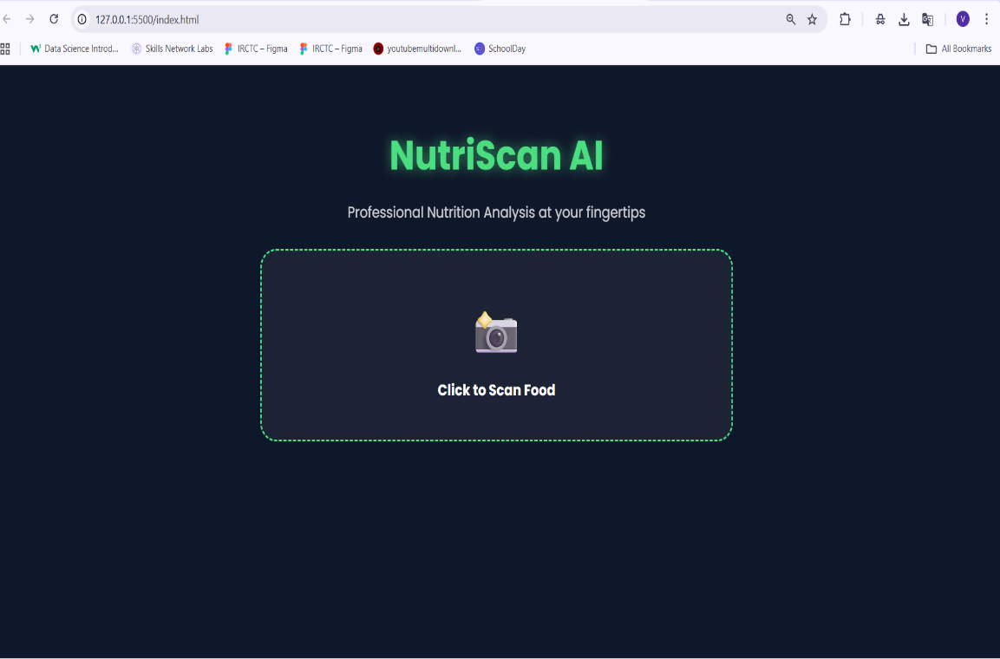 127.0.0.1:5500/index.html
V
Data Science Introd...
Skills Network Labs
IRCTC – Figma
IRCTC – Figma
youtubemultidownl...
SchoolDay
All Bookmarks
NutriScan AI
Professional Nutrition Analysis at your fingertips
Click to Scan Food